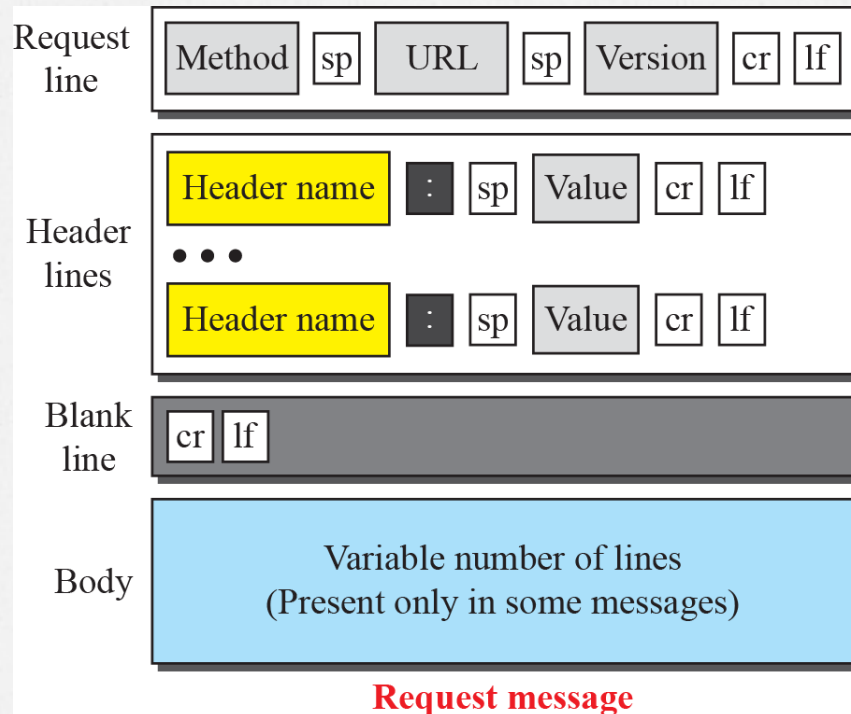 Request line
Method sp URL sp Version cr lf
Header lines
Header name : sp Value cr lf
• • •
Header name : sp Value cr lf
Blank line
cr lf
Body
Variable number of lines
(Present only in some messages)
Request message